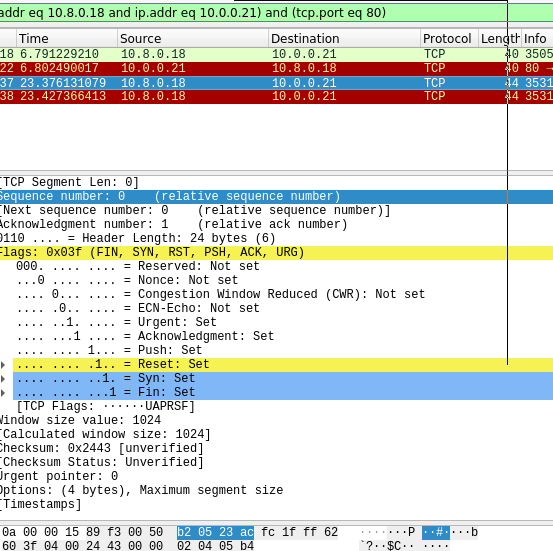 addr eq 10.8.0.18 and ip.addr eq 10.0.0.21) and (tcp.port eq 80)
Time Source Destination Protocol Length Info
18 6.791229210 10.8.0.18 10.0.0.21 TCP 40 3505
22 6.802490017 10.0.0.21 10.8.0.18 TCP 40 80 →
37 23.376131079 10.8.0.18 10.0.0.21 TCP 44 3531
38 23.427366413 10.8.0.18 10.0.0.21 TCP 44 3531
[TCP Segment Len: 0]
Sequence number: 0 (relative sequence number)
[Next sequence number: 0 (relative sequence number)]
Acknowledgment number: 1 (relative ack number)
0110 .... = Header Length: 24 bytes (6)
Flags: 0x03f (FIN, SYN, RST, PSH, ACK, URG)
000. .... .... = Reserved: Not set
...0 .... .... = Nonce: Not set
.... 0... .... = Congestion Window Reduced (CWR): Not set
.... .0.. .... = ECN-Echo: Not set
.... ..1. .... = Urgent: Set
.... ...1 .... = Acknowledgment: Set
.... .... 1... = Push: Set
.... .... .1.. = Reset: Set
.... .... ..1. = Syn: Set
.... .... ...1 = Fin: Set
[TCP Flags: ······UAPRSF]
Window size value: 1024
[Calculated window size: 1024]
Checksum: 0x2443 [unverified]
[Checksum Status: Unverified]
Urgent pointer: 0
Options: (4 bytes), Maximum segment size
[Timestamps]
0a 00 00 15 89 f3 00 50 b2 05 23 ac fc 1f ff 62 ·······P ··#····b
60 3f 04 00 24 43 00 00 02 04 05 b4 `?··$C·· ····